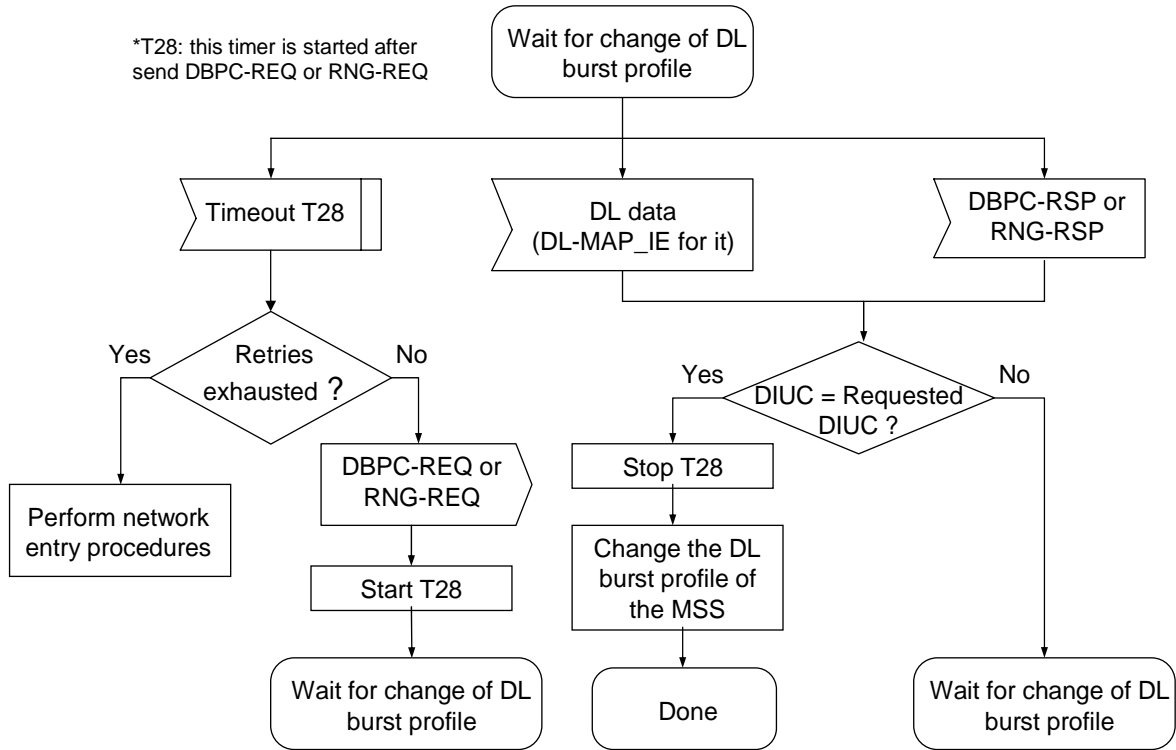 *T28: this timer is started after
send DBPC-REQ or RNG-REQ
Wait for change of DL
burst profile
Timeout T28
DL data
(DL-MAP_IE for it)
DBPC-RSP or
RNG-RSP
Yes
Retries
exhausted ?
No
Yes
DIUC = Requested
DIUC ?
No
Perform network
entry procedures
DBPC-REQ or
RNG-REQ
Stop T28
Start T28
Change the DL
burst profile of
the MSS
Wait for change of DL
burst profile
Done
Wait for change of DL
burst profile